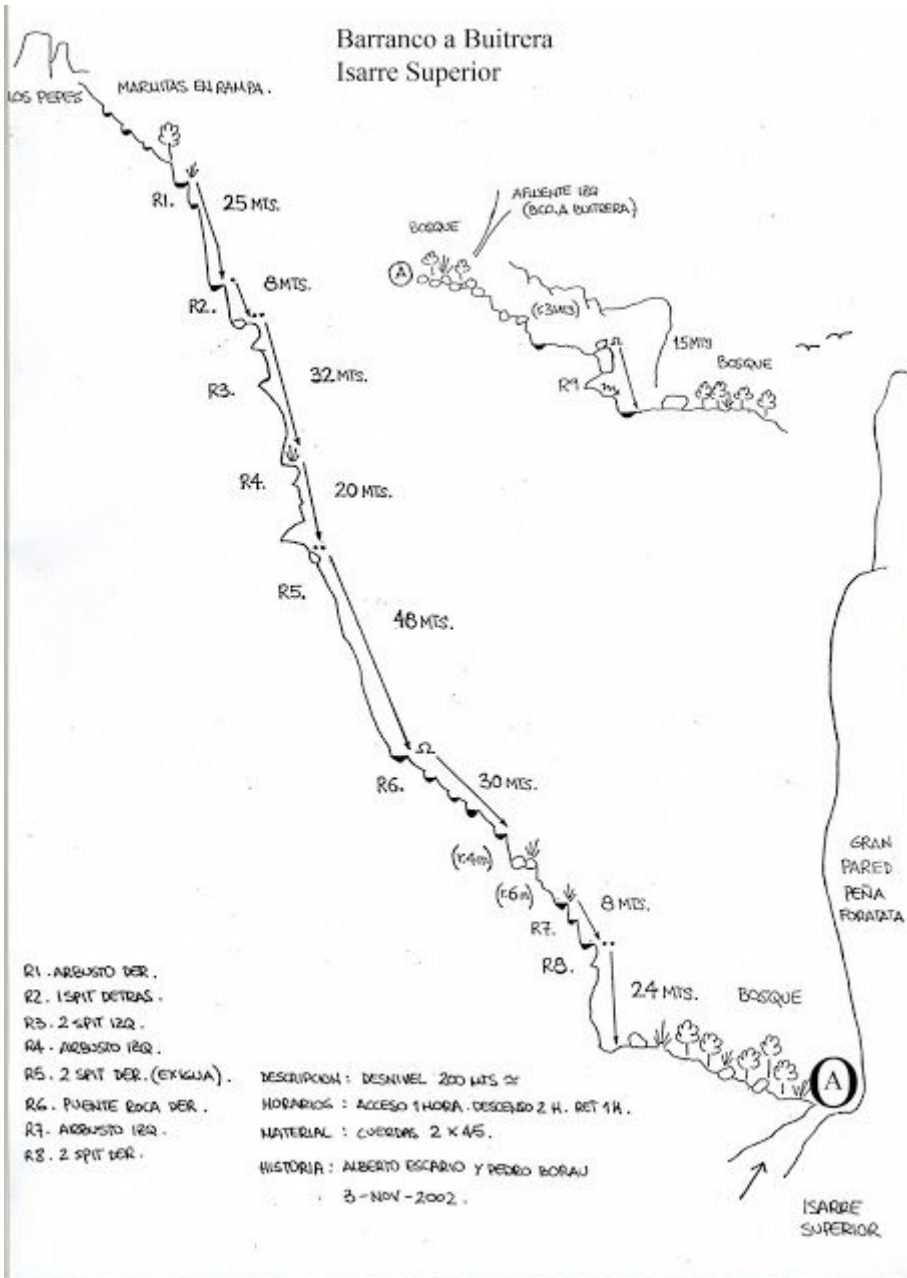 Barranco a Buitrera
Isarre Superior
LOS PEPES
MARMITAS EN RAMPA.
R1.
25 MTS.
R2.
8 MTS.
R3.
32 MTS.
R4.
20 MTS.
R5.
48 MTS.
R6.
30 MTS.
(r.4m)
(r.6m)
R7.
8 MTS.
R8.
24 MTS.
BOSQUE
A
GRAN
PARED
PEÑA
FORATATA
ISARRE
SUPERIOR
AFLUENTE IZQ
(BCO. A BUITRERA)
BOSQUE
A
(r.3MTS)
R9
15 MTS
BOSQUE
R1. ARBUSTO DER.
R2. 1 SPIT DETRAS.
R3. 2 SPIT IZQ.
R4. ARBUSTO IZQ.
R5. 2 SPIT DER. (EXIGUA).
R6. PUENTE ROCA DER.
R7. ARBUSTO IZQ.
R8. 2 SPIT DER.
DESCRIPCION: DESNIVEL 200 MTS ≃
HORARIOS: ACCESO 1 HORA. DESCENSO 2 H. RET 1 H.
MATERIAL: CUERDAS 2 x 45.
HISTORIA: ALBERTO ESCARIO Y PEDRO BORAU
3-NOV-2002.